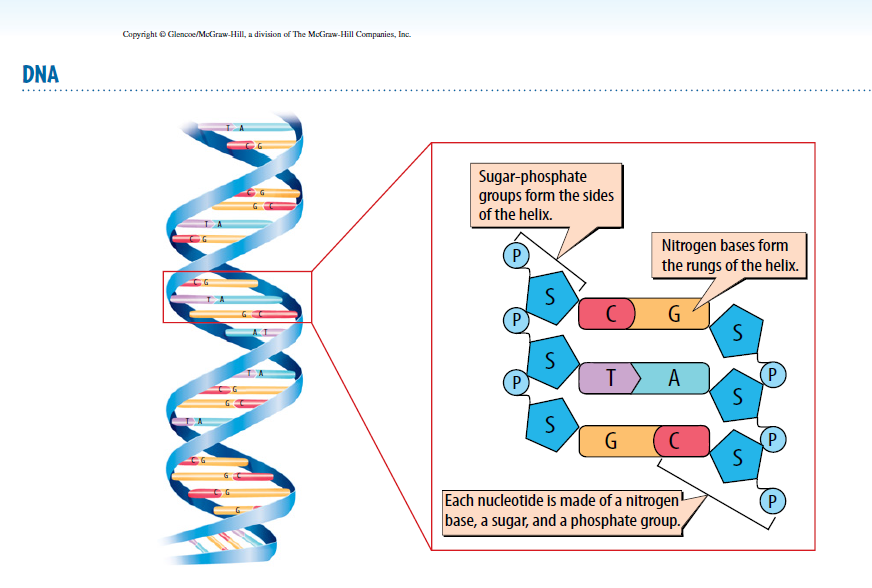 Copyright © Glencoe/McGraw-Hill, a division of The McGraw-Hill Companies, Inc.
DNA
T A
C G
C G
G C
T A
C G
C G
T A
G C
A T
T A
C G
G C
T A
C G
G C
C G
G
Sugar-phosphate
groups form the sides
of the helix.
Nitrogen bases form
the rungs of the helix.
P
S
C G
S
P
P
S
T A
S
P
P
S
G C
S
P
Each nucleotide is made of a nitrogen
base, a sugar, and a phosphate group.